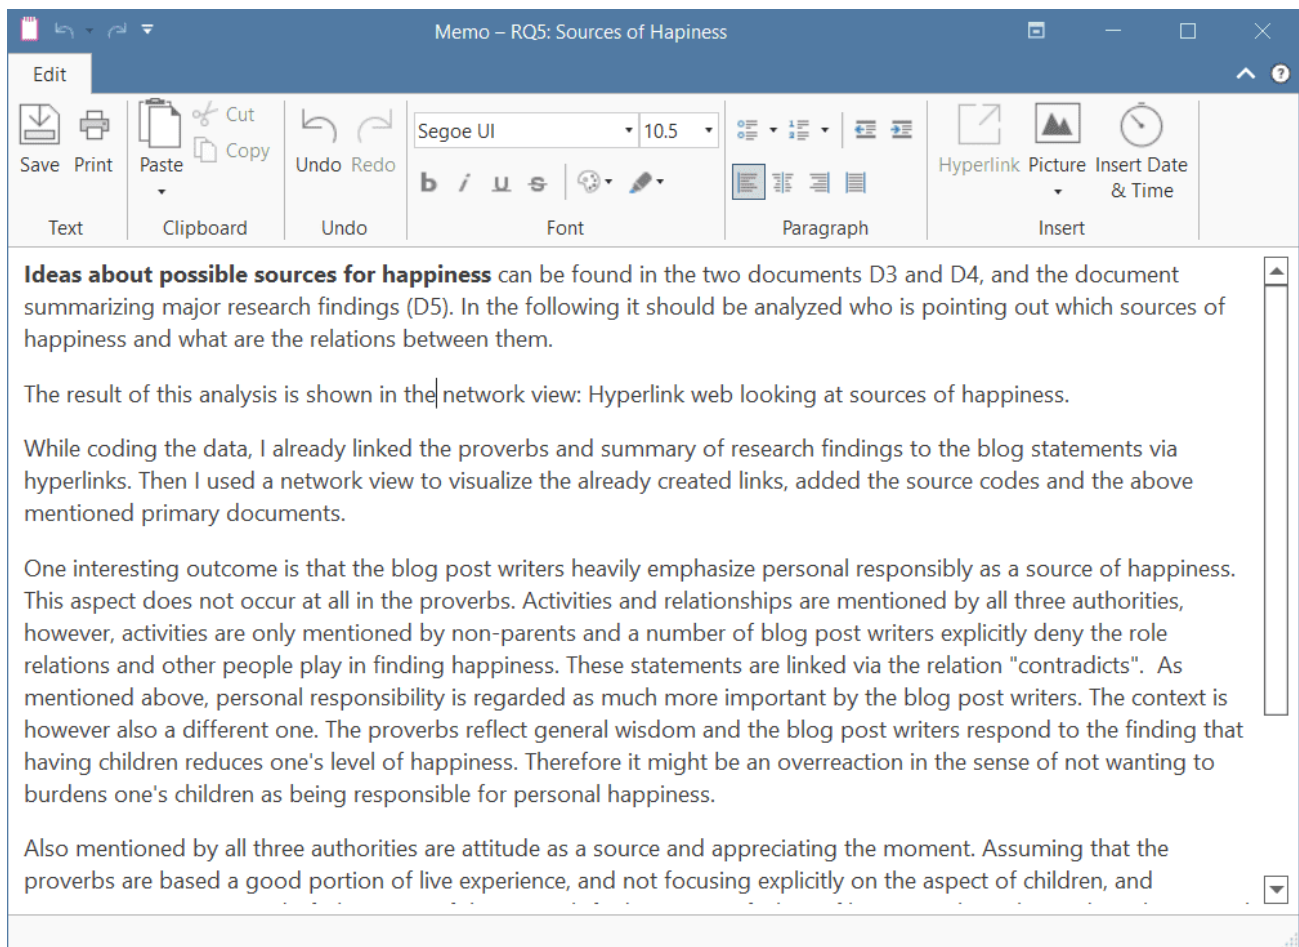 Memo – RQ5: Sources of Hapiness
Edit
Save Print
Paste
Cut
Copy
Undo Redo
Segoe UI
10.5
b i u s
Hyperlink Picture Insert Date
& Time
Text Clipboard Undo Font Paragraph Insert
Ideas about possible sources for happiness can be found in the two documents D3 and D4, and the document
summarizing major research findings (D5). In the following it should be analyzed who is pointing out which sources of
happiness and what are the relations between them.
The result of this analysis is shown in the network view: Hyperlink web looking at sources of happiness.
While coding the data, I already linked the proverbs and summary of research findings to the blog statements via
hyperlinks. Then I used a network view to visualize the already created links, added the source codes and the above
mentioned primary documents.
One interesting outcome is that the blog post writers heavily emphasize personal responsibly as a source of happiness.
This aspect does not occur at all in the proverbs. Activities and relationships are mentioned by all three authorities,
however, activities are only mentioned by non-parents and a number of blog post writers explicitly deny the role
relations and other people play in finding happiness. These statements are linked via the relation "contradicts".  As
mentioned above, personal responsibility is regarded as much more important by the blog post writers. The context is
however also a different one. The proverbs reflect general wisdom and the blog post writers respond to the finding that
having children reduces one's level of happiness. Therefore it might be an overreaction in the sense of not wanting to
burdens one's children as being responsible for personal happiness.
Also mentioned by all three authorities are attitude as a source and appreciating the moment. Assuming that the
proverbs are based a good portion of live experience, and not focusing explicitly on the aspect of children, and